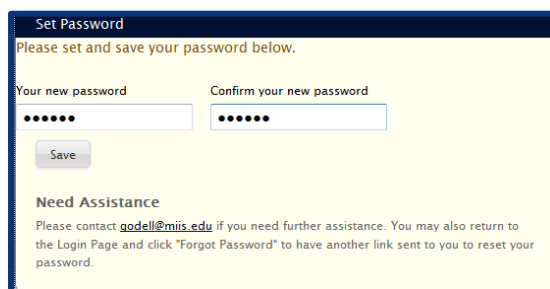 Set Password
Please set and save your password below.
Your new password Confirm your new password
●●●●●● ●●●●●●
Save
Need Assistance
Please contact godell@miis.edu if you need further assistance. You may also return to
the Login Page and click "Forgot Password" to have another link sent to you to reset your
password.